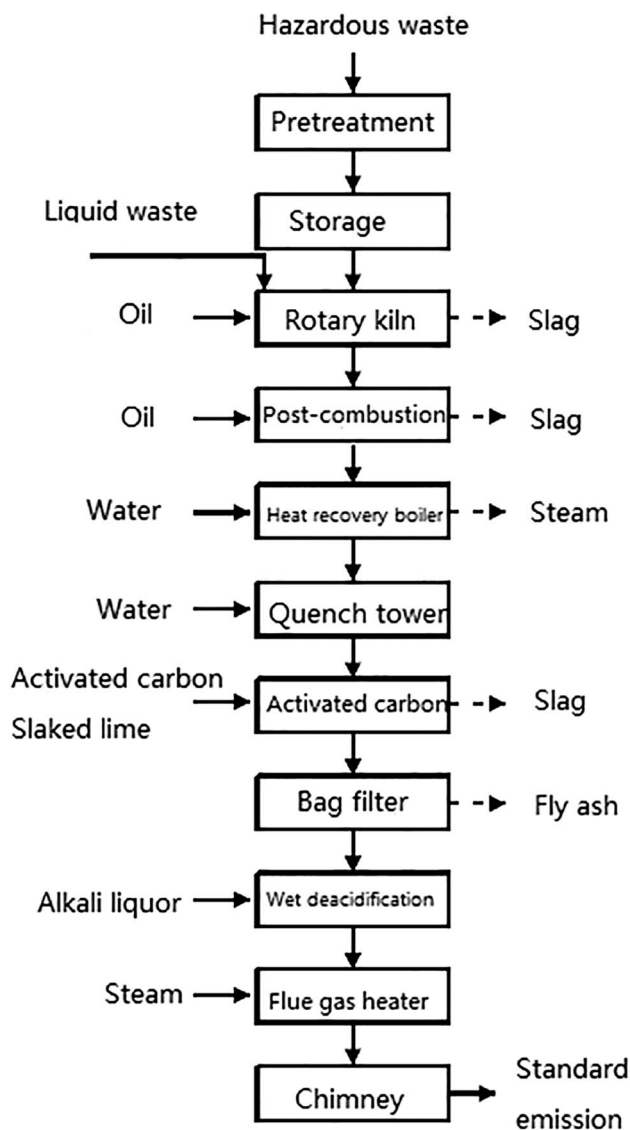 Hazardous waste
Pretreatment
Liquid waste
Storage
Oil
Rotary kiln
Slag
Oil
Post-combustion
Slag
Water
Heat recovery boiler
Steam
Water
Quench tower
Activated carbon
Slaked lime
Activated carbon
Slag
Bag filter
Fly ash
Alkali liquor
Wet deacidification
Steam
Flue gas heater
Chimney
Standard
emission